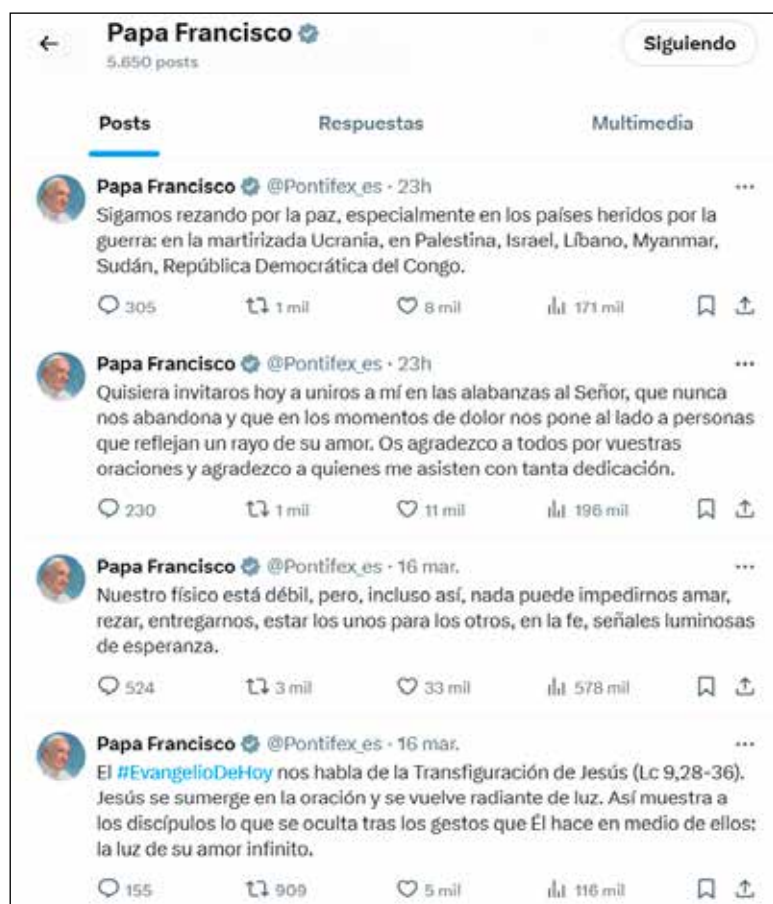 Papa Francisco
5.650 posts
Siguiendo
Posts Respuestas Multimedia
Papa Francisco @Pontifex_es · 23h
Sigamos rezando por la paz, especialmente en los países heridos por la
guerra: en la martirizada Ucrania, en Palestina, Israel, Líbano, Myanmar,
Sudán, República Democrática del Congo.
305 1 mil 8 mil 171 mil
Papa Francisco @Pontifex_es · 23h
Quisiera invitaros hoy a uniros a mí en las alabanzas al Señor, que nunca
nos abandona y que en los momentos de dolor nos pone al lado a personas
que reflejan un rayo de su amor. Os agradezco a todos por vuestras
oraciones y agradezco a quienes me asisten con tanta dedicación.
230 1 mil 11 mil 196 mil
Papa Francisco @Pontifex_es · 16 mar.
Nuestro físico está débil, pero, incluso así, nada puede impedirnos amar,
rezar, entregarnos, estar los unos para los otros, en la fe, señales luminosas
de esperanza.
524 3 mil 33 mil 578 mil
Papa Francisco @Pontifex_es · 16 mar.
El #EvangelioDeHoy nos habla de la Transfiguración de Jesús (Lc 9,28-36).
Jesús se sumerge en la oración y se vuelve radiante de luz. Así muestra a
los discípulos lo que se oculta tras los gestos que Él hace en medio de ellos:
la luz de su amor infinito.
155 909 5 mil 116 mil